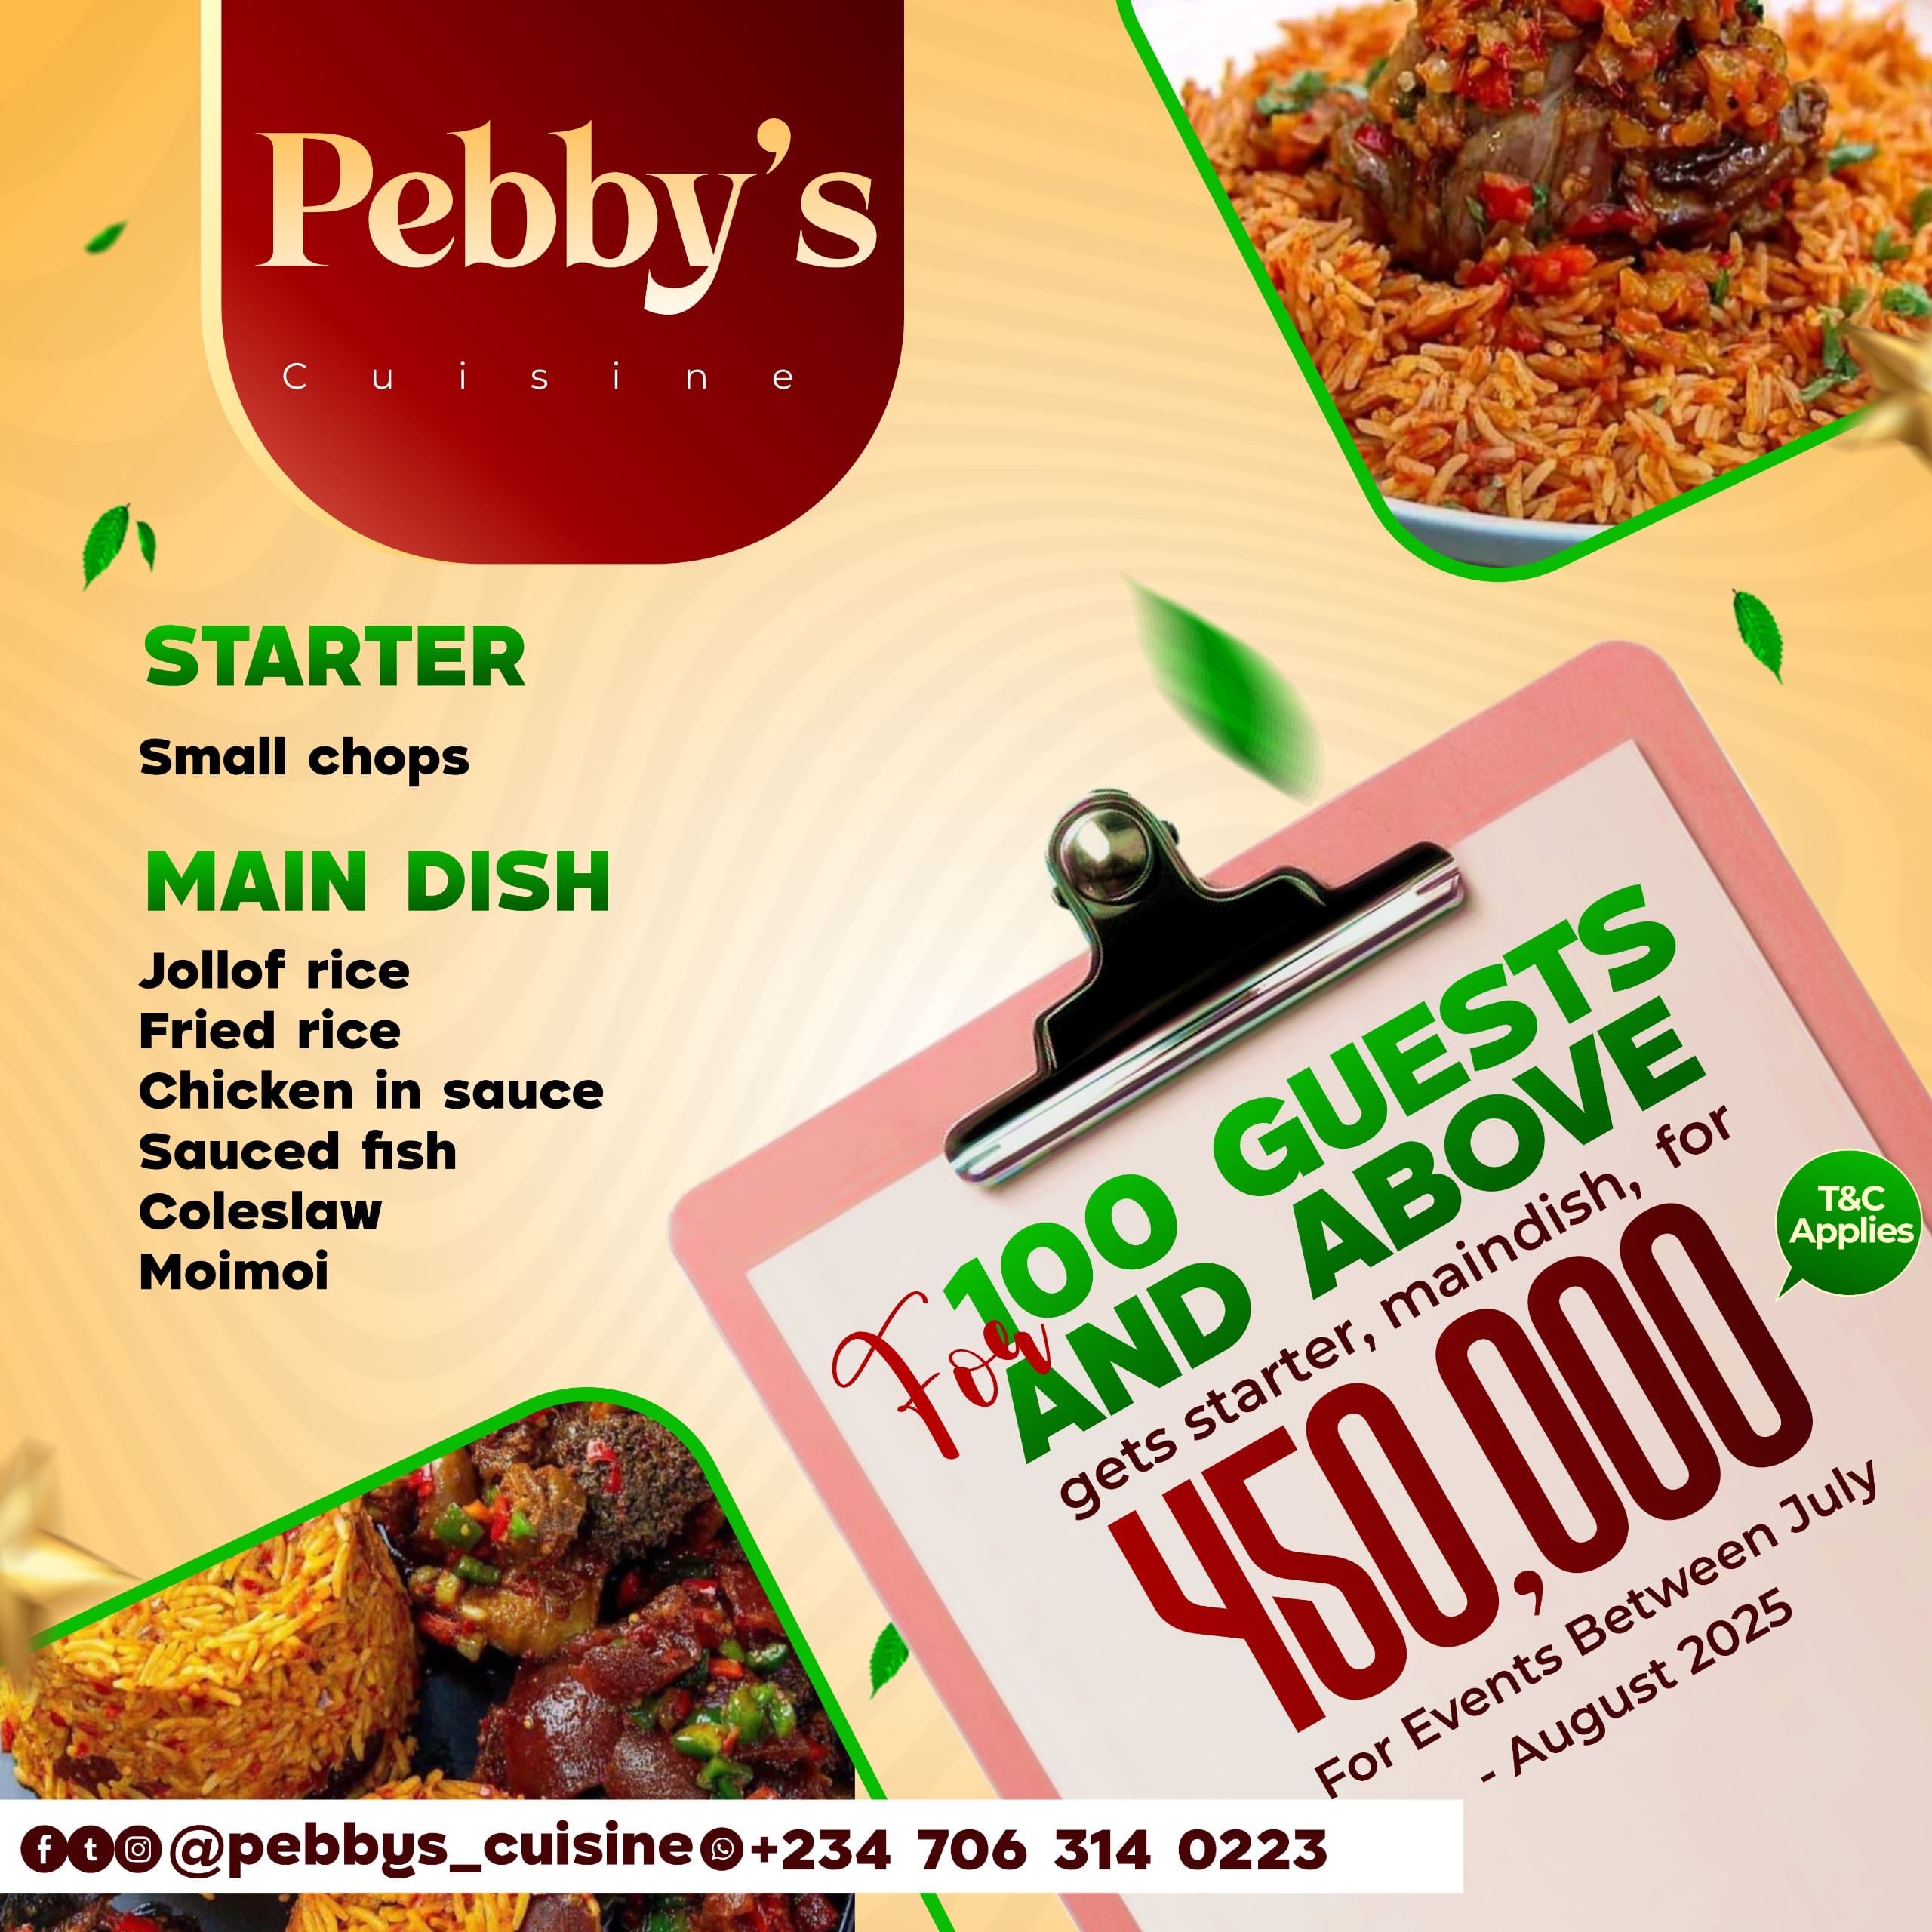 Pebby's
Cuisine
STARTER
Small chops
MAIN DISH
Jollof rice
Fried rice
Chicken in sauce
Sauced fish
Coleslaw
Moimoi
For
100 GUESTS
AND ABOVE
gets starter, maindish, for
450,000
T&C
Applies
For Events Between July
- August 2025
@pebbys_cuisine +234 706 314 0223